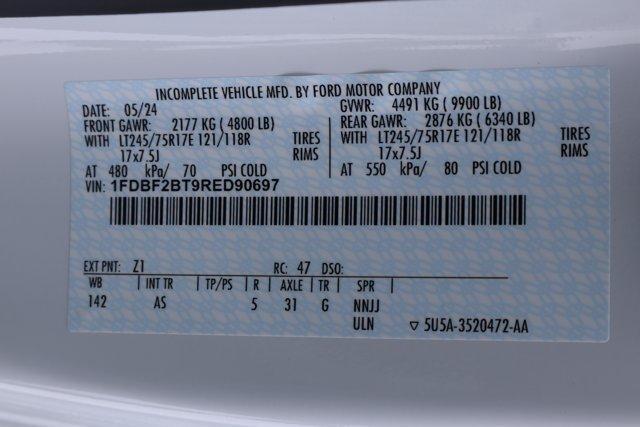 INCOMPLETE VEHICLE MFD. BY FORD MOTOR COMPANY
DATE: 05/24 GVWR: 4491 KG ( 9900 LB)
FRONT GAWR: 2177 KG ( 4800 LB) REAR GAWR: 2876 KG ( 6340 LB)
WITH LT245/75R17E 121/118R TIRES WITH LT245/75R17E 121/118R TIRES
17x7.5J RIMS 17x7.5J RIMS
AT 480 kPa/ 70 PSI COLD AT 550 kPa/ 80 PSI COLD
VIN: 1FDBF2BT9RED90697
EXT PNT: Z1 RC: 47 DSO:
WB INT TR TP/PS R AXLE TR SPR
142 AS 5 31 G NNJJ
ULN ▽ 5U5A-3520472-AA